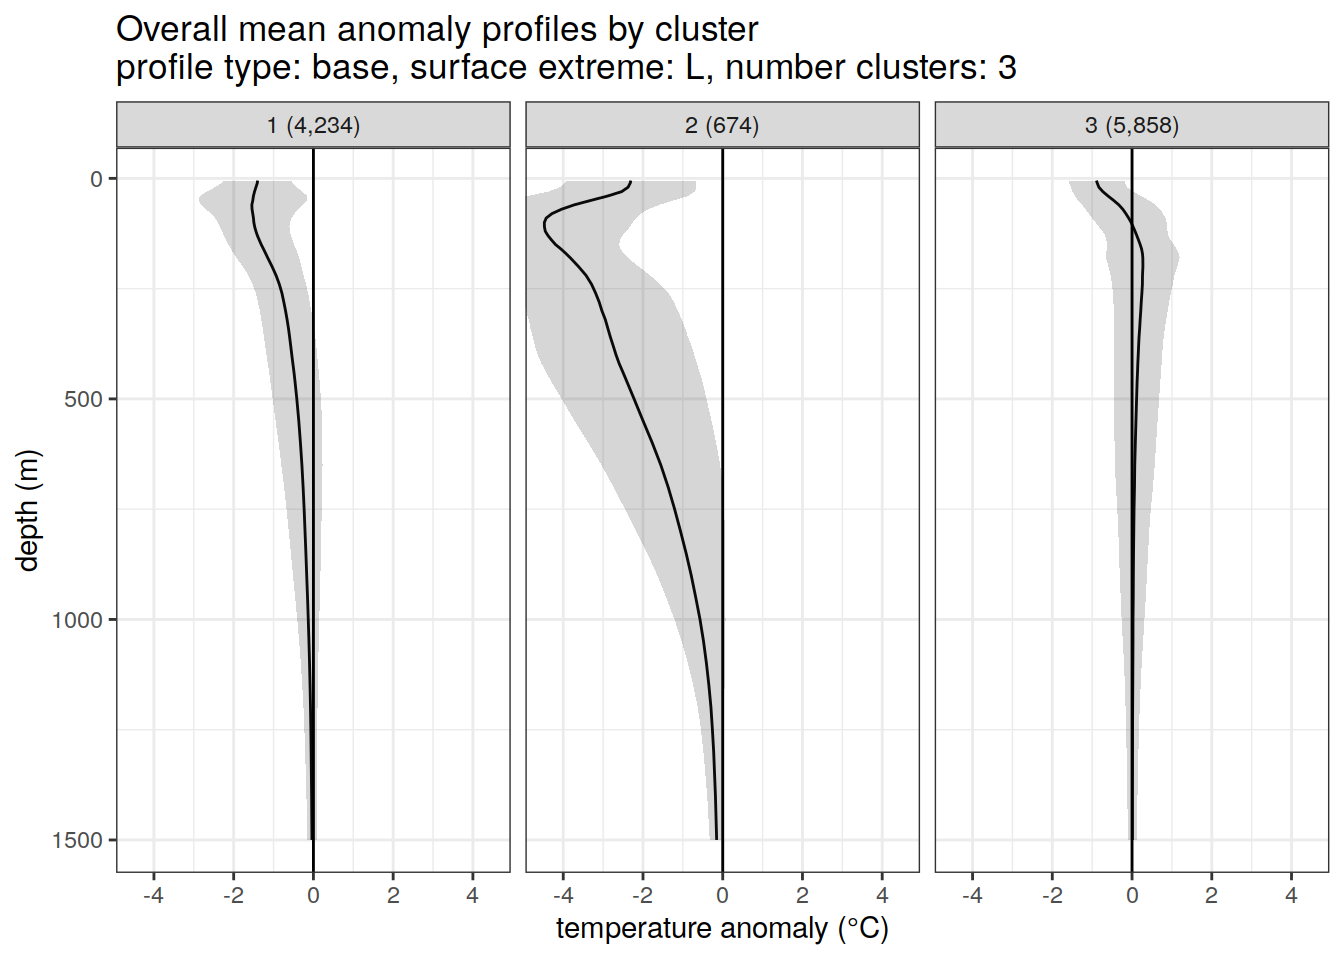 Overall mean anomaly profiles by cluster
profile type: base, surface extreme: L, number clusters: 3
1 (4,234)
2 (674)
3 (5,858)
0
500
1000
1500
depth (m)
-4 -2 0 2 4
-4 -2 0 2 4
-4 -2 0 2 4
temperature anomaly (°C)